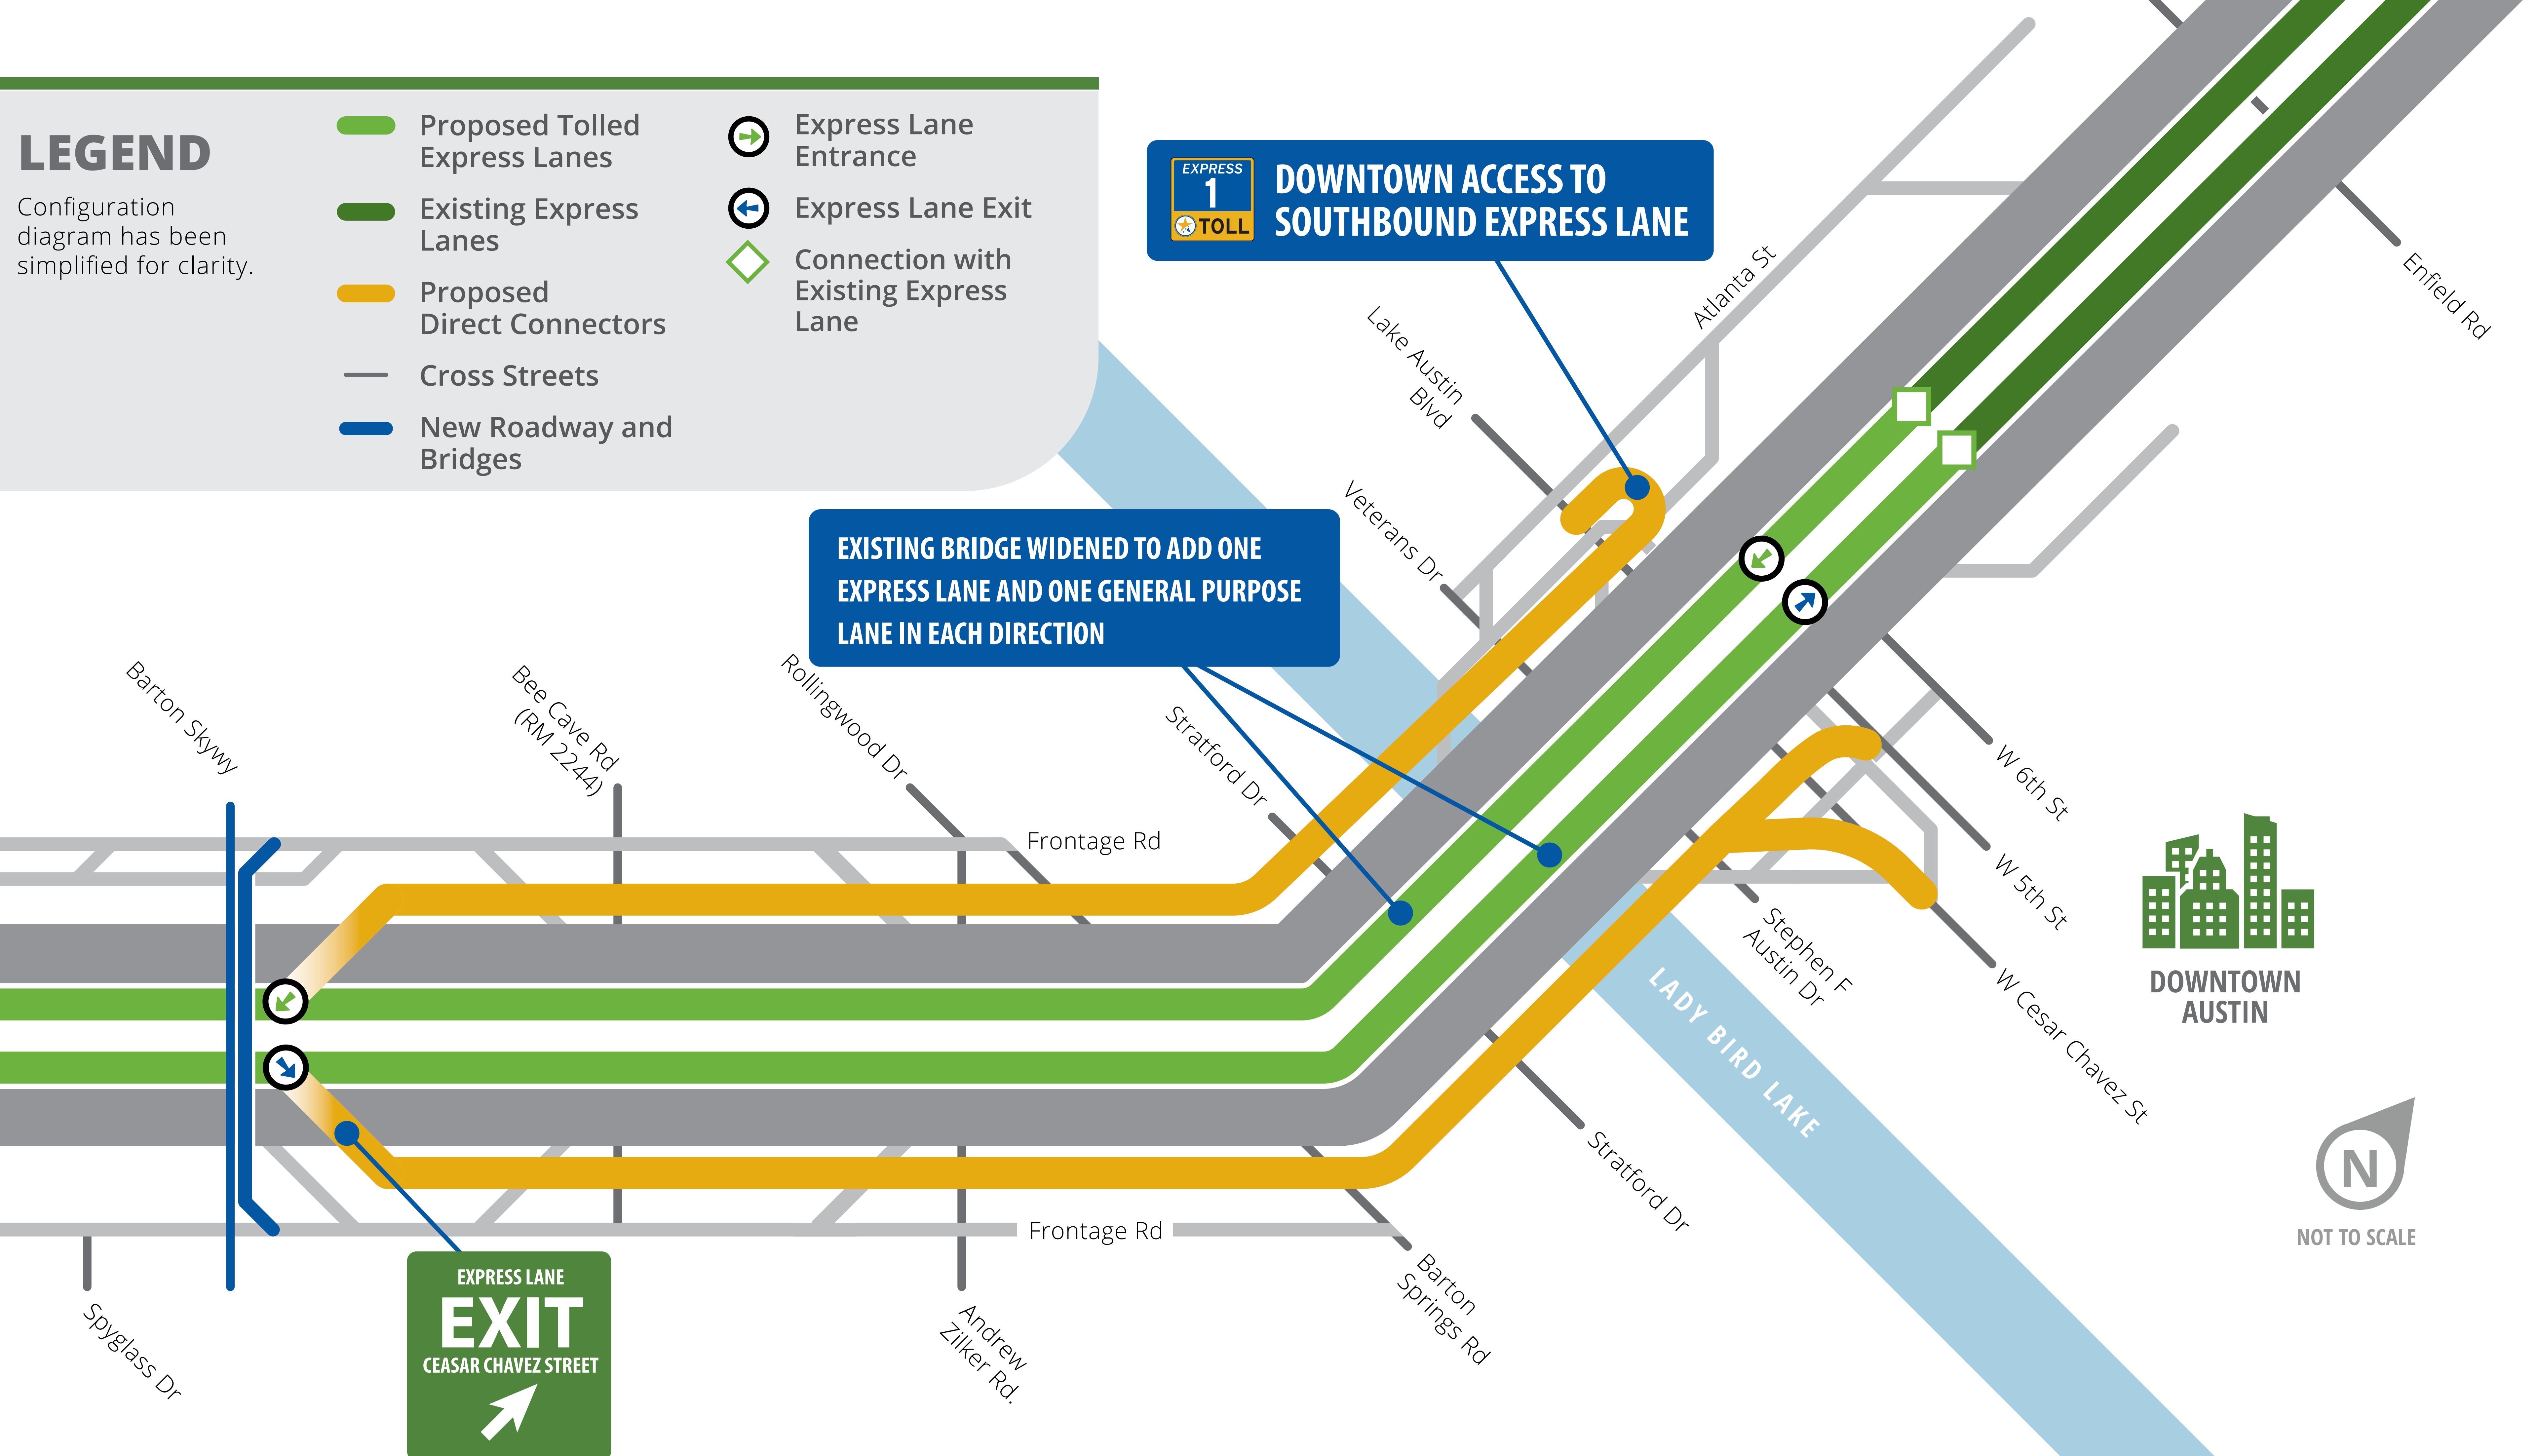 LEGEND
Configuration
diagram has been
simplified for clarity.
Proposed Tolled
Express Lanes
Existing Express
Lanes
Proposed
Direct Connectors
Cross Streets
New Roadway and
Bridges
Express Lane
Entrance
Express Lane Exit
Connection with
Existing Express
Lane
EXPRESS
1
TOLL
DOWNTOWN ACCESS TO
SOUTHBOUND EXPRESS LANE
Atlanta St
Enfield Rd
Lake Austin
Blvd
Veterans Dr
EXISTING BRIDGE WIDENED TO ADD ONE
EXPRESS LANE AND ONE GENERAL PURPOSE
LANE IN EACH DIRECTION
Barton Skywy
Bee Cave Rd
(RM 2244)
Rollingwood Dr
Stratford Dr
Frontage Rd
W 6th St
W 5th St
W Cesar Chavez St
Stephen F
Austin Dr
DOWNTOWN
AUSTIN
LADY BIRD LAKE
Stratford Dr
N
NOT TO SCALE
Frontage Rd
Barton
Springs Rd
Andrew
Zilker Rd.
Spyglass Dr
EXPRESS LANE
EXIT
CEASAR CHAVEZ STREET